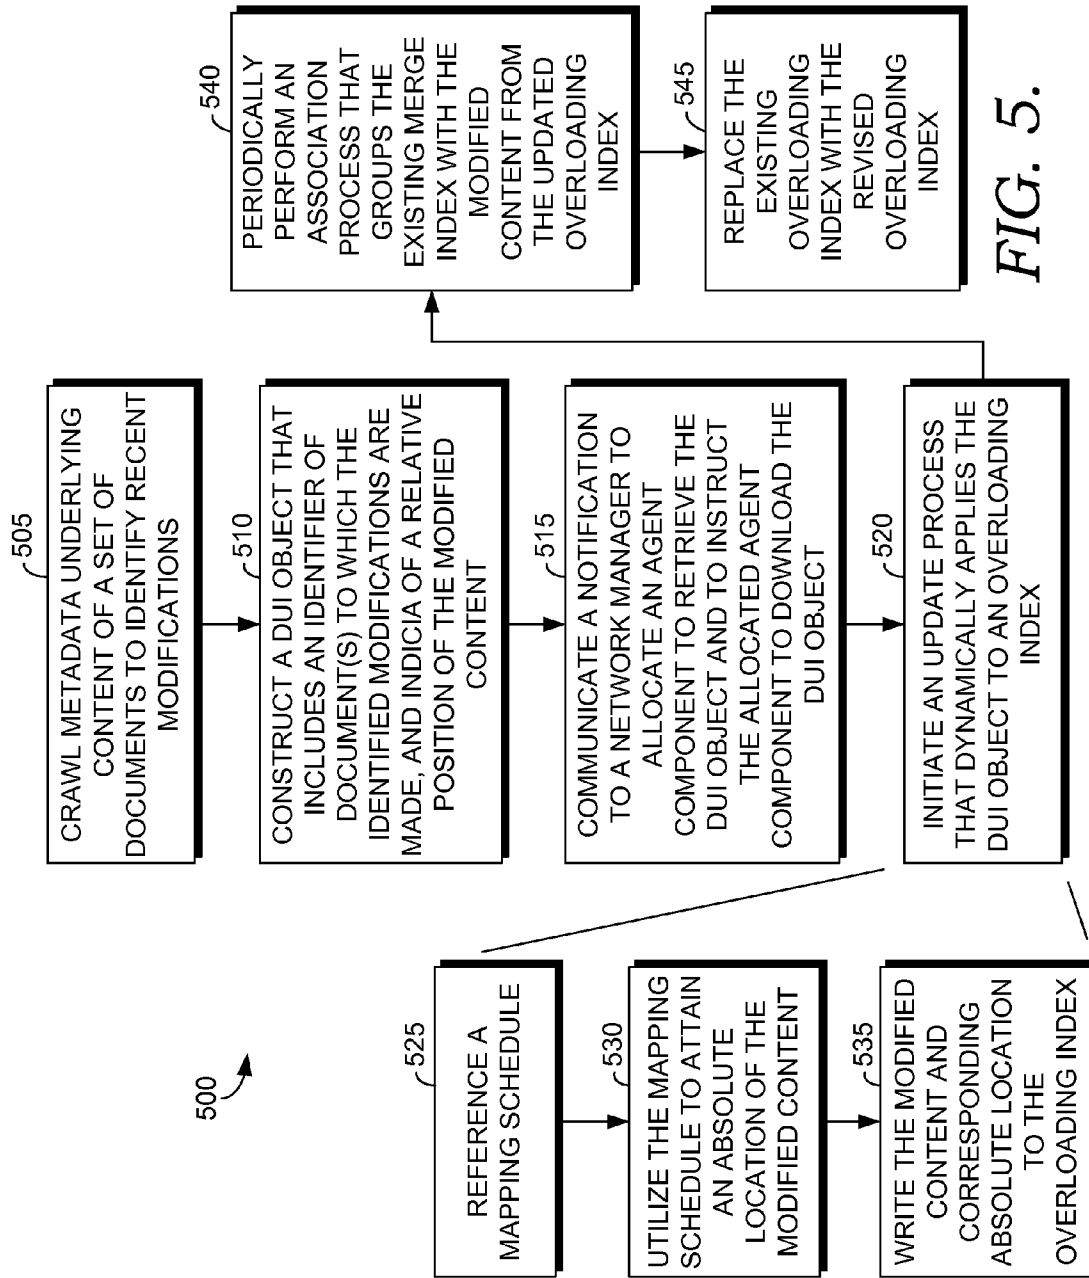 500
505
CRAWL METADATA UNDERLYING
CONTENT OF A SET OF
DOCUMENTS TO IDENTIFY RECENT
MODIFICATIONS
510
CONSTRUCT A DUI OBJECT THAT
INCLUDES AN IDENTIFIER OF
DOCUMENT(S) TO WHICH THE
IDENTIFIED MODIFICATIONS ARE
MADE, AND INDICIA OF A RELATIVE
POSITION OF THE MODIFIED
CONTENT
515
COMMUNICATE A NOTIFICATION
TO A NETWORK MANAGER TO
ALLOCATE AN AGENT
COMPONENT TO RETRIEVE THE
DUI OBJECT AND TO INSTRUCT
THE ALLOCATED AGENT
COMPONENT TO DOWNLOAD THE
DUI OBJECT
520
INITIATE AN UPDATE PROCESS
THAT DYNAMICALLY APPLIES THE
DUI OBJECT TO AN OVERLOADING
INDEX
525
REFERENCE A
MAPPING SCHEDULE
530
UTILIZE THE MAPPING
SCHEDULE TO ATTAIN
AN ABSOLUTE
LOCATION OF THE
MODIFIED CONTENT
535
WRITE THE MODIFIED
CONTENT AND
CORRESPONDING
ABSOLUTE LOCATION
TO THE
OVERLOADING INDEX
540
PERIODICALLY
PERFORM AN
ASSOCIATION
PROCESS THAT
GROUPS THE
EXISTING MERGE
INDEX WITH THE
MODIFIED
CONTENT FROM
THE UPDATED
OVERLOADING
INDEX
545
REPLACE THE
EXISTING
OVERLOADING
INDEX WITH THE
REVISED
OVERLOADING
INDEX
FIG. 5.